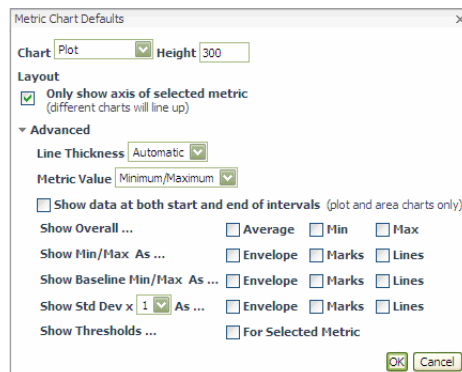 Metric Chart Defaults
Chart Plot Height 300
Layout
Only show axis of selected metric
(different charts will line up)
Advanced
Line Thickness Automatic
Metric Value Minimum/Maximum
Show data at both start and end of intervals (plot and area charts only)
Show Overall ... Average Min Max
Show Min/Max As ... Envelope Marks Lines
Show Baseline Min/Max As ... Envelope Marks Lines
Show Std Dev x 1 As ... Envelope Marks Lines
Show Thresholds ... For Selected Metric
OK Cancel